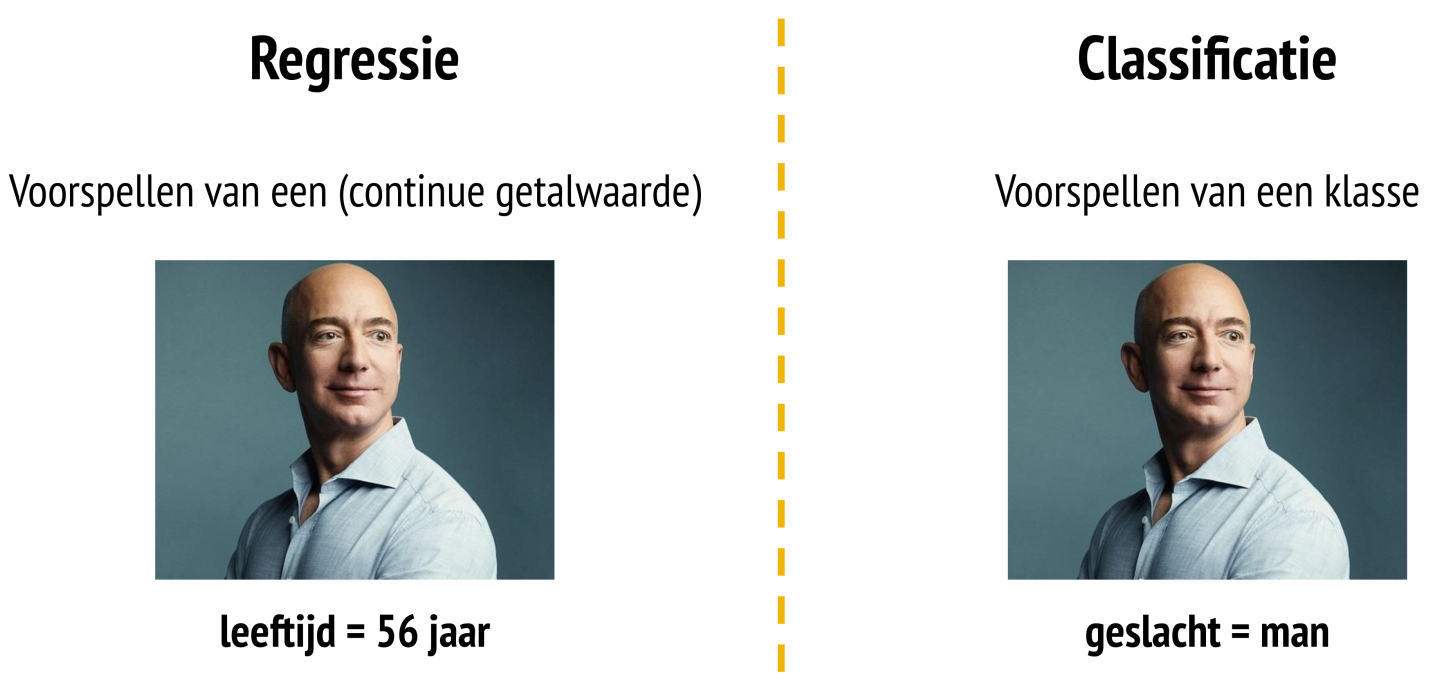 Regressie
Voorspellen van een (continue getalwaarde)
leeftijd = 56 jaar
Classificatie
Voorspellen van een klasse
geslacht = man